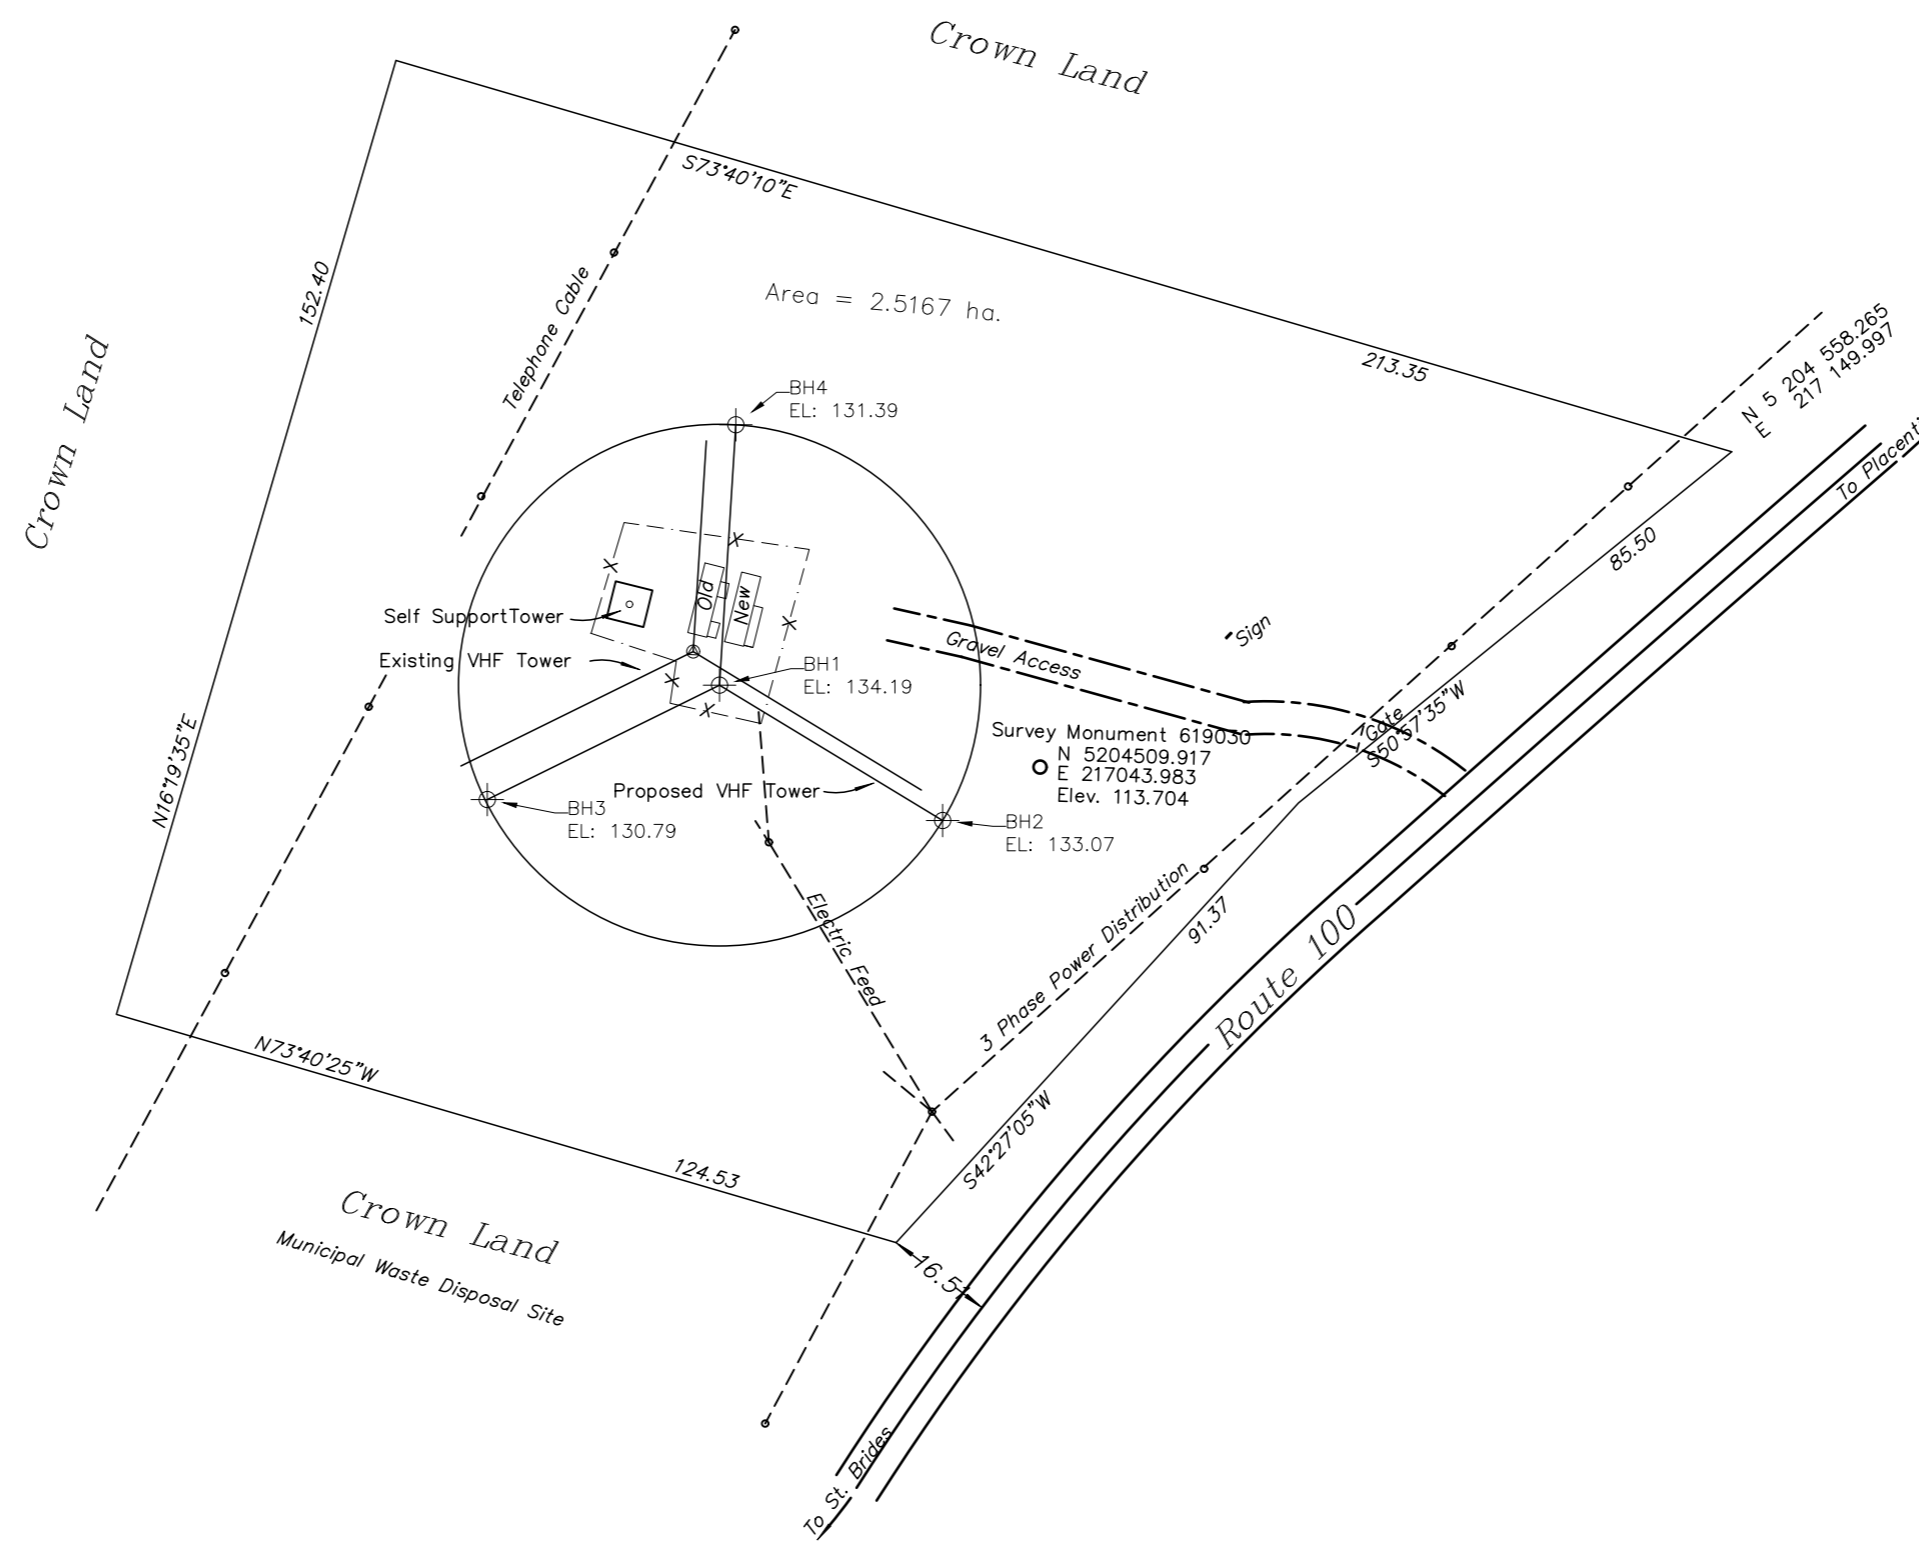 Crown Land
S73°40'10"E
152.40
Telephone Cable
Area = 2.5167 ha.
213.35
N 5 204 558.265
E 217 149.997
Crown Land
BH4
EL: 131.39
To Placenti
85.50
Old
New
Self SupportTower
Existing VHF Tower
Sign
Gravel Access
BH1
EL: 134.19
Gate
S50°57'35"W
Survey Monument 619030
N 5204509.917
E 217043.983
Elev. 113.704
N16°19'35"E
Proposed VHF Tower
BH3
EL: 130.79
BH2
EL: 133.07
Electric Feed
3 Phase Power Distribution
91.37
Route 100
N73°40'25"W
124.53
S42°27'05"W
Crown Land
Municipal Waste Disposal Site
To St. Brides